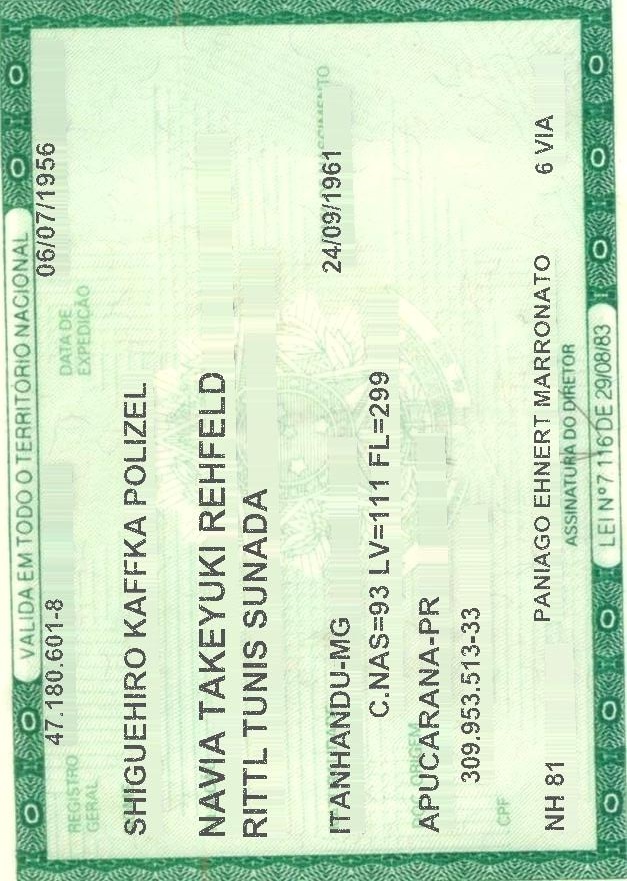 VALIDA EM TODO O TERRITÓRIO NACIONAL
REGISTRO GERAL 47.180.601-8 DATA DE EXPEDIÇÃO 06/07/1956
SHIGUEHIRO KAFFKA POLIZEL
NAVIA TAKEYUKI REHFELD
RITTL TUNIS SUNADA
ITANHANDU-MG 24/09/1961
C.NAS=93 LV=111 FL=299
APUCARANA-PR
CPF 309.953.513-33
NH 81 PANIAGO EHNERT MARRONATO 6 VIA
ASSINATURA DO DIRETOR
LEI Nº 7 116 DE 29/08/83